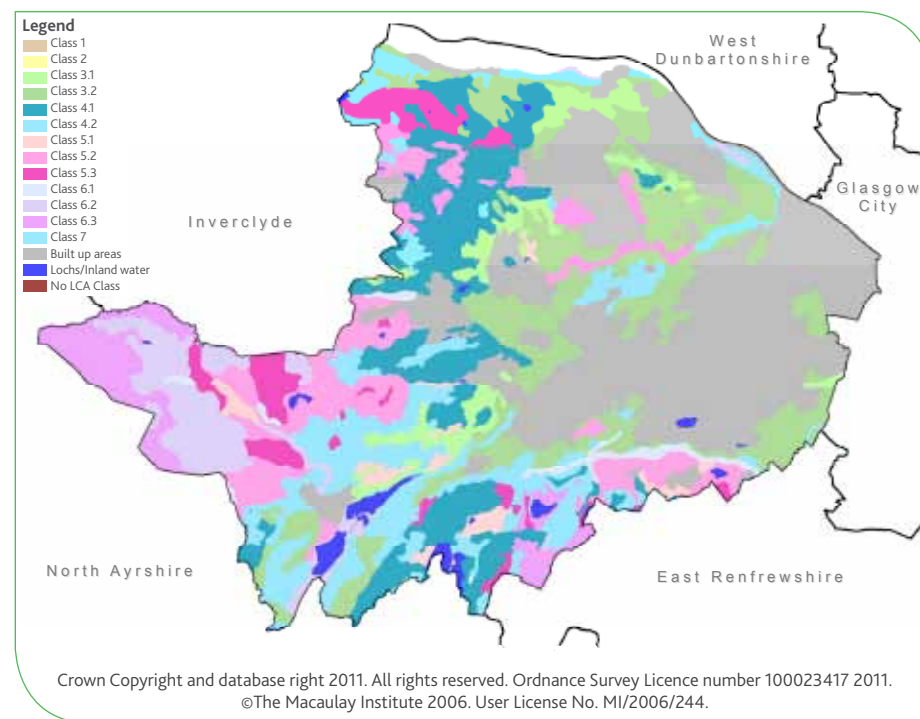 Legend
Class 1
Class 2
Class 3.1
Class 3.2
Class 4.1
Class 4.2
Class 5.1
Class 5.2
Class 5.3
Class 6.1
Class 6.2
Class 6.3
Class 7
Built up areas
Lochs/Inland water
No LCA Class
West
Dunbartonshire
Glasgow
City
Inverclyde
North Ayrshire
East Renfrewshire
Crown Copyright and database right 2011. All rights reserved. Ordnance Survey Licence number 100023417 2011.
©The Macaulay Institute 2006. User License No. MI/2006/244.